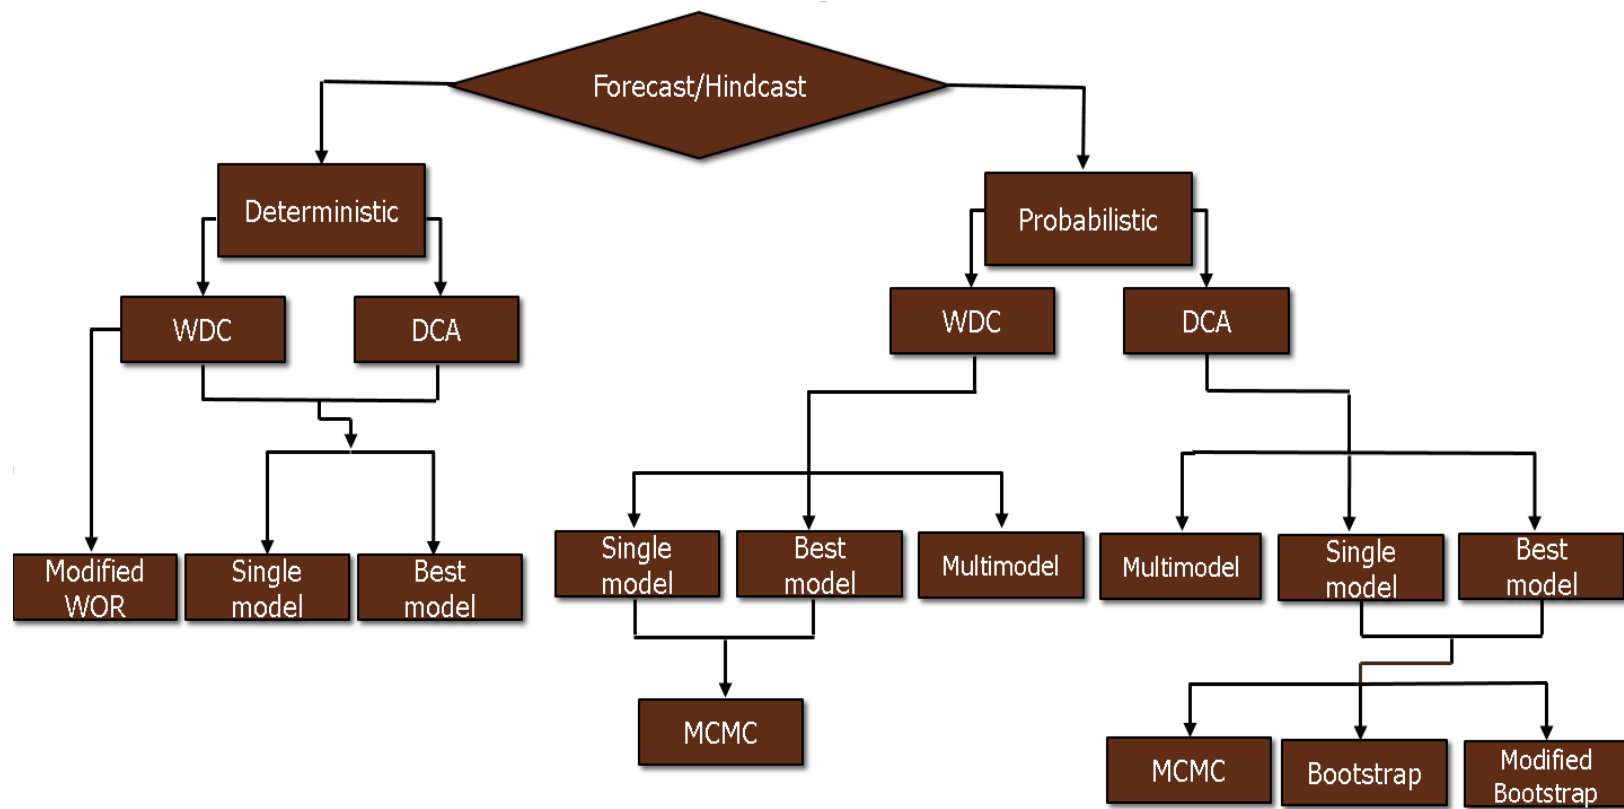 Forecast/Hindcast
Deterministic
Probabilistic
WDC
DCA
WDC
DCA
Modified
WOR
Single
model
Best
model
Single
model
Best
model
Multimodel
Multimodel
Single
model
Best
model
MCMC
MCMC
Bootstrap
Modified
Bootstrap